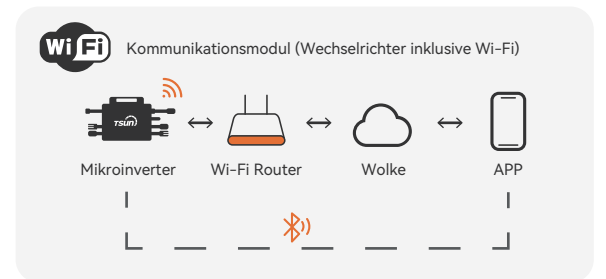 Wi Fi
Kommunikationsmodul (Wechselrichter inklusive Wi-Fi)
TSUN
Mikroinverter
Wi-Fi Router
Wolke
APP